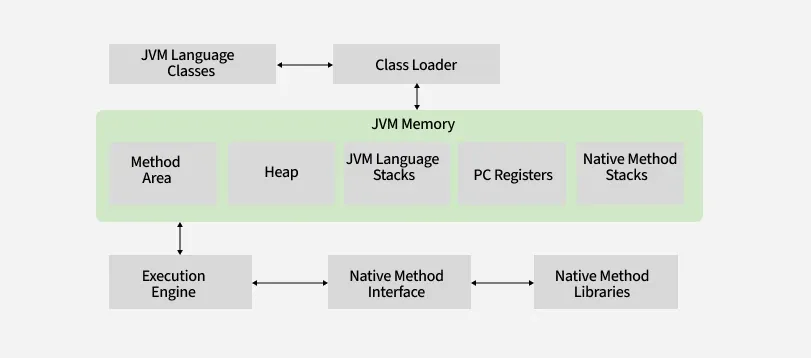 JVM Language
Classes
Class Loader
JVM Memory
Method
Area
Heap
JVM Language
Stacks
PC Registers
Native Method
Stacks
Execution
Engine
Native Method
Interface
Native Method
Libraries